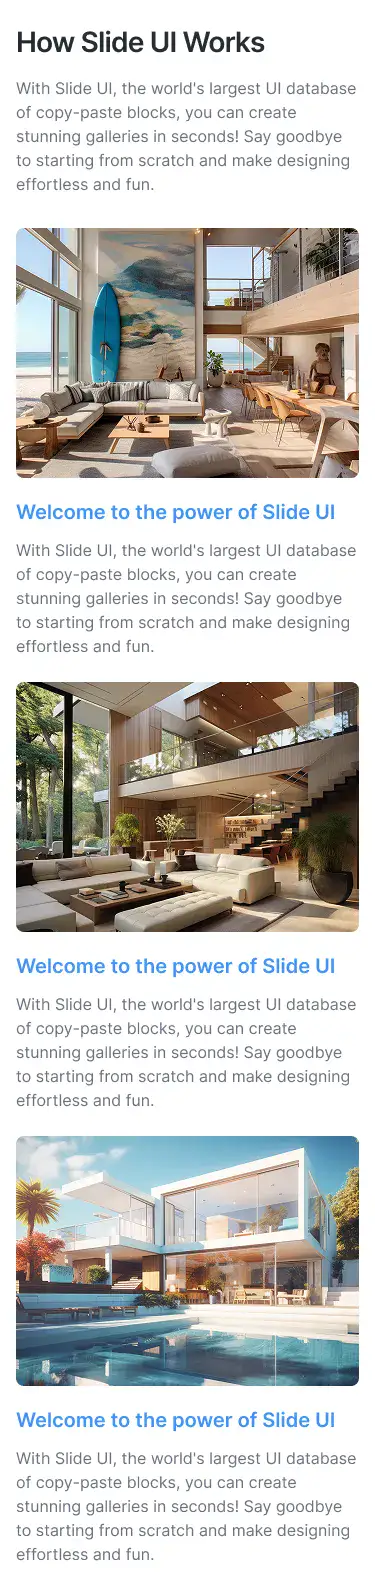 How Slide UI Works
With Slide UI, the world's largest UI database
of copy-paste blocks, you can create
stunning galleries in seconds! Say goodbye
to starting from scratch and make designing
effortless and fun.
Welcome to the power of Slide UI
With Slide UI, the world's largest UI database
of copy-paste blocks, you can create
stunning galleries in seconds! Say goodbye
to starting from scratch and make designing
effortless and fun.
Welcome to the power of Slide UI
With Slide UI, the world's largest UI database
of copy-paste blocks, you can create
stunning galleries in seconds! Say goodbye
to starting from scratch and make designing
effortless and fun.
Welcome to the power of Slide UI
With Slide UI, the world's largest UI database
of copy-paste blocks, you can create
stunning galleries in seconds! Say goodbye
to starting from scratch and make designing
effortless and fun.